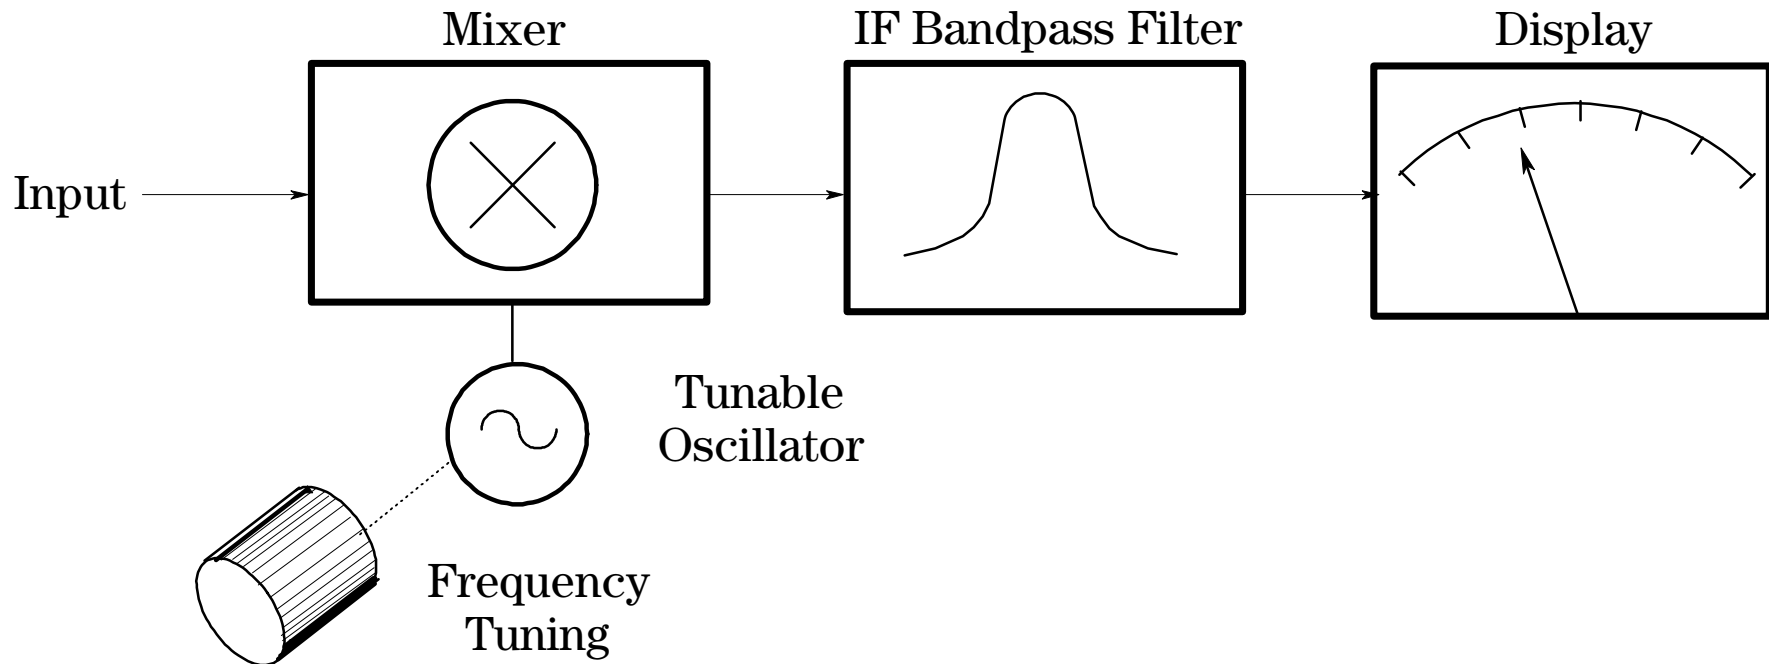 Mixer
IF Bandpass Filter
Display
Input
Tunable
Oscillator
Frequency
Tuning